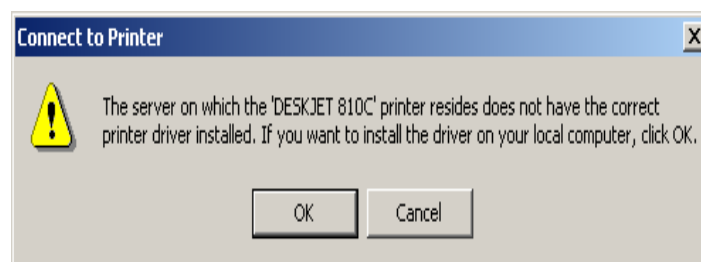 Connect to Printer
The server on which the 'DESKJET 810C' printer resides does not have the correct
printer driver installed. If you want to install the driver on your local computer, click OK.
OK
Cancel